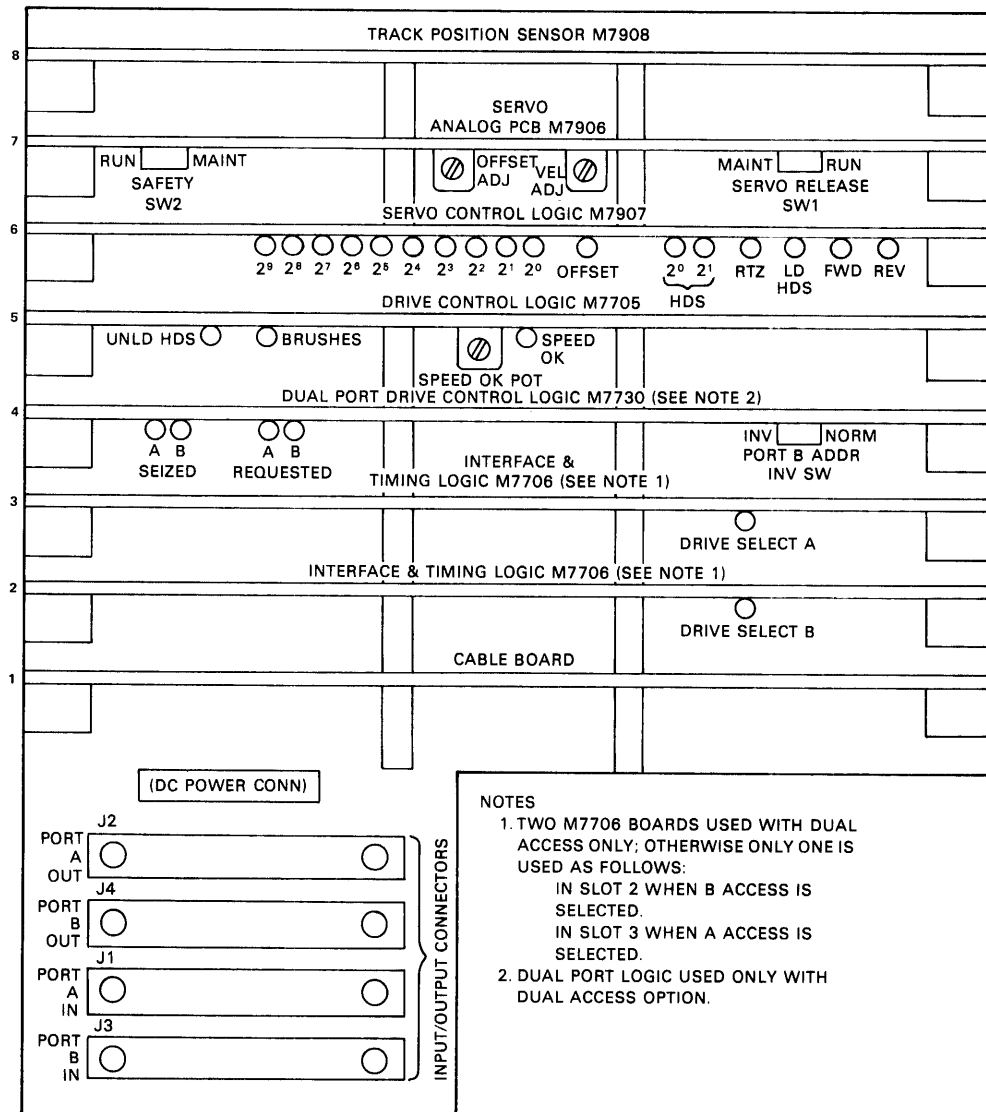 TRACK POSITION SENSOR M7908
8
SERVO
ANALOG PCB M7906
7
RUN MAINT
SAFETY
SW2
OFFSET
ADJ
VEL
ADJ
MAINT RUN
SERVO RELEASE
SW1
SERVO CONTROL LOGIC M7907
6
2⁹ 2⁸ 2⁷ 2⁶ 2⁵ 2⁴ 2³ 2² 2¹ 2⁰ OFFSET
2⁰ 2¹
HDS
RTZ
LD
HDS
FWD
REV
DRIVE CONTROL LOGIC M7705
5
UNLD HDS
BRUSHES
SPEED
OK
SPEED OK POT
DUAL PORT DRIVE CONTROL LOGIC M7730 (SEE NOTE 2)
4
A B
SEIZED
A B
REQUESTED
INV NORM
PORT B ADDR
INV SW
INTERFACE &
TIMING LOGIC M7706 (SEE NOTE 1)
3
DRIVE SELECT A
INTERFACE & TIMING LOGIC M7706 (SEE NOTE 1)
2
DRIVE SELECT B
CABLE BOARD
1
(DC POWER CONN)
J2
PORT
A
OUT
J4
PORT
B
OUT
J1
PORT
A
IN
J3
PORT
B
IN
INPUT/OUTPUT CONNECTORS
NOTES
1. TWO M7706 BOARDS USED WITH DUAL
ACCESS ONLY; OTHERWISE ONLY ONE IS
USED AS FOLLOWS:
IN SLOT 2 WHEN B ACCESS IS
SELECTED.
IN SLOT 3 WHEN A ACCESS IS
SELECTED.
2. DUAL PORT LOGIC USED ONLY WITH
DUAL ACCESS OPTION.